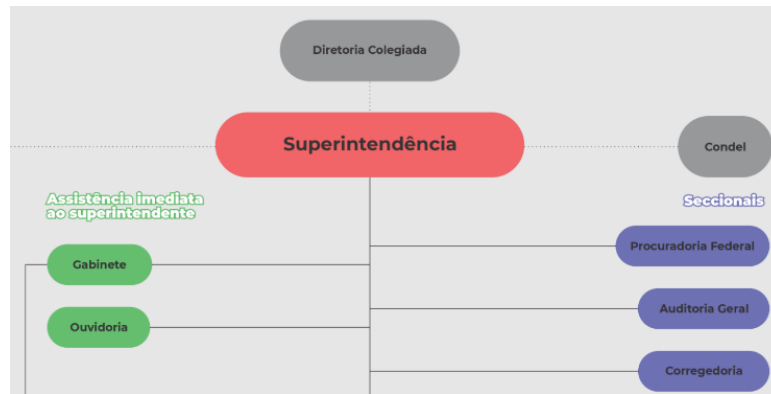 Diretoria Colegiada
Superintendência
Condel
Assistência imediata
ao superintendente
Seccionais
Gabinete
Procuradoria Federal
Ouvidoria
Auditoria Geral
Corregedoria